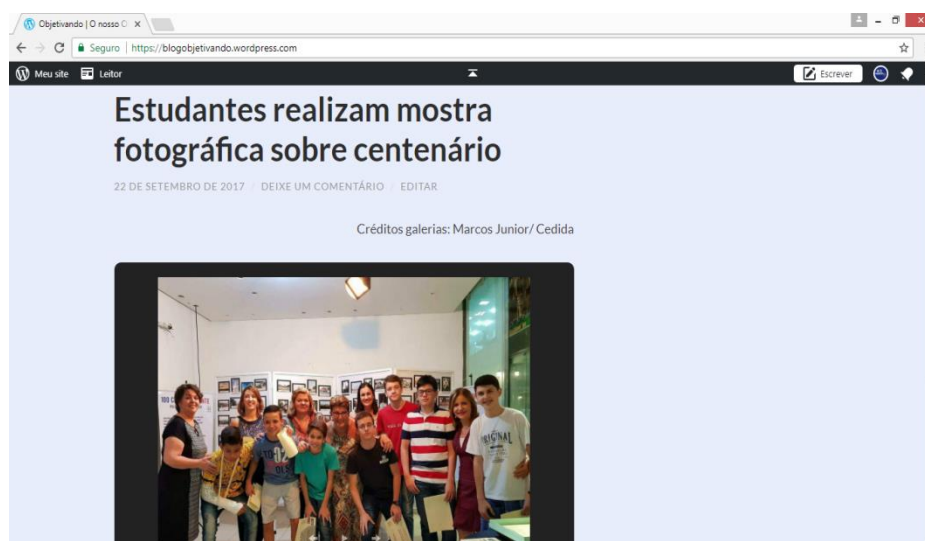 Objetivando | O nosso O
Seguro | https://blogobjetivando.wordpress.com
Meu site Leitor Escrever
Estudantes realizam mostra
fotográfica sobre centenário
22 DE SETEMBRO DE 2017 / DEIXE UM COMENTÁRIO / EDITAR
Créditos galerias: Marcos Junior/ Cedida
ORIGINAL